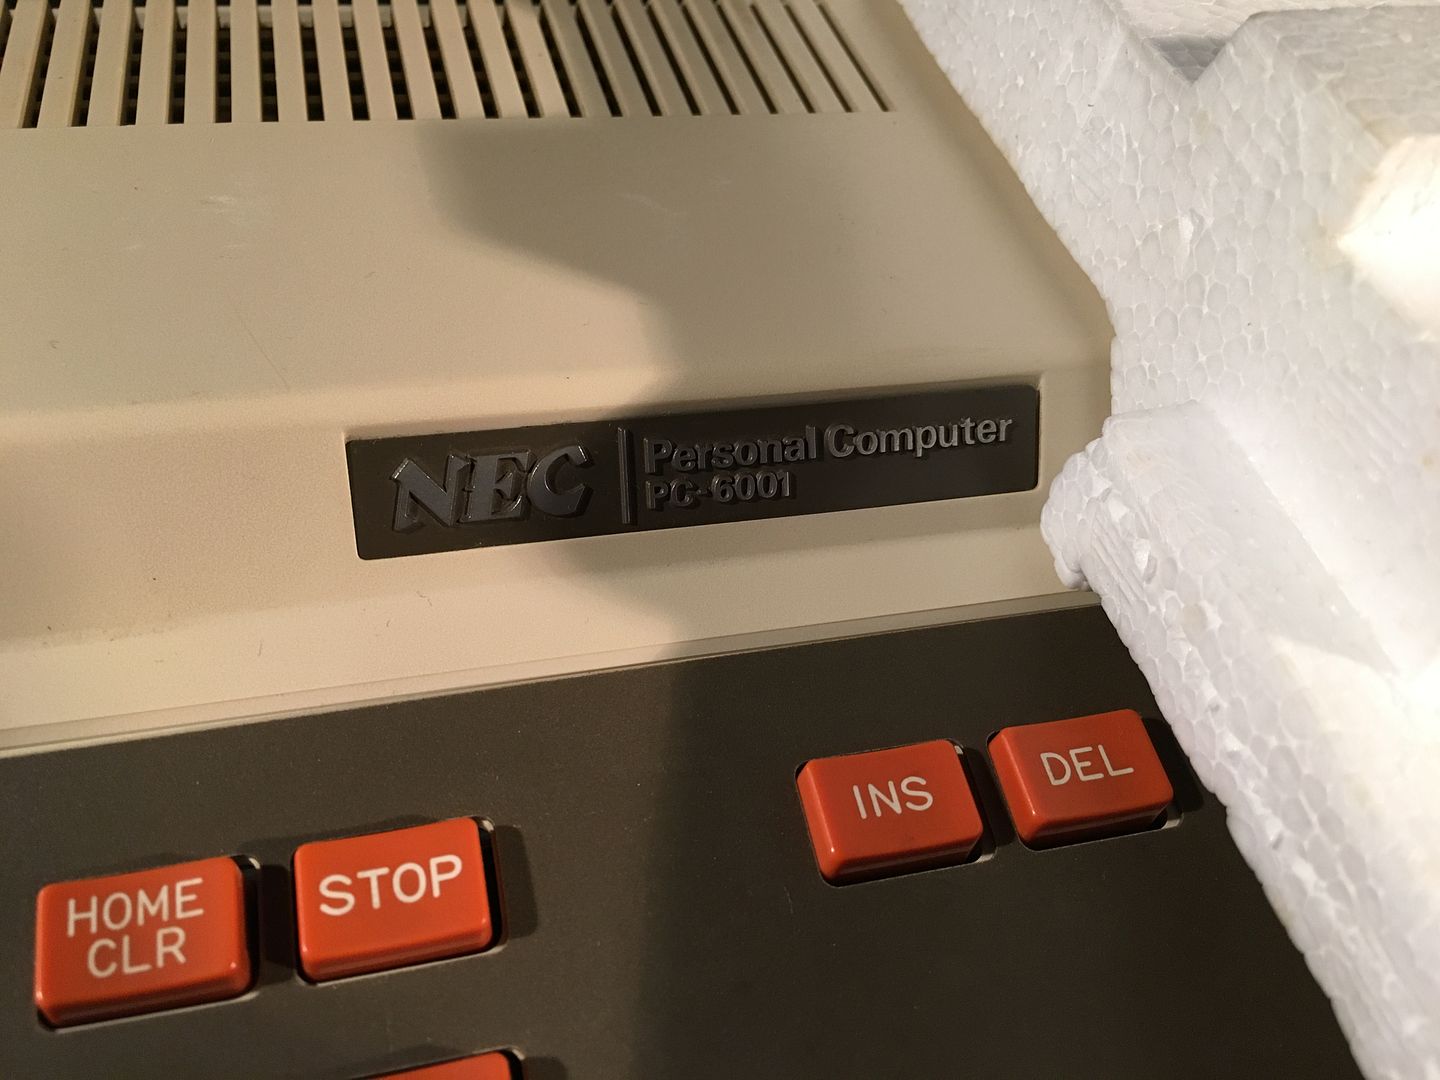 NEC
Personal Computer
PC-6001
INS
DEL
HOME
CLR
STOP